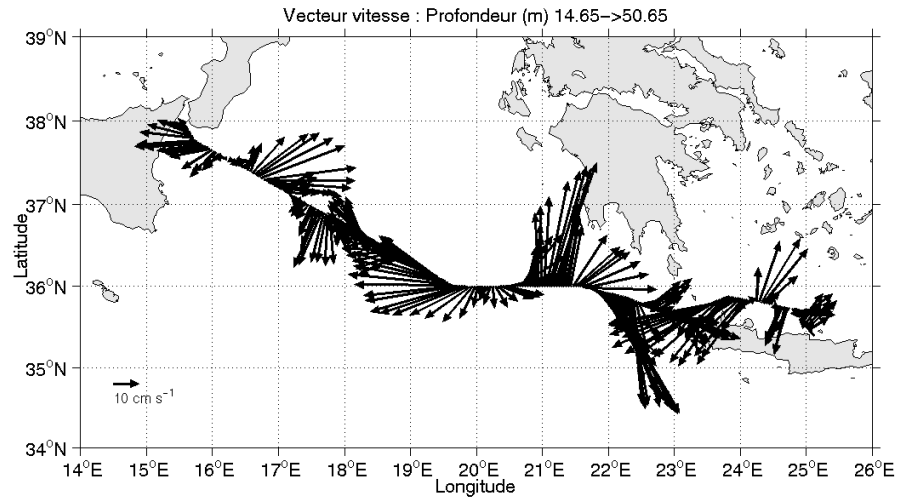 Vecteur vitesse : Profondeur (m) 14.65−>50.65
39°N
38°N
37°N
36°N
35°N
34°N
Latitude
10 cm s⁻¹
14°E 15°E 16°E 17°E 18°E 19°E 20°E 21°E 22°E 23°E 24°E 25°E 26°E
Longitude